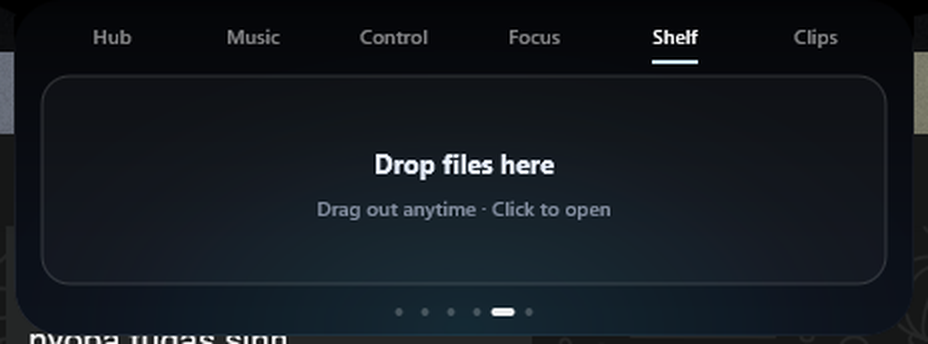 Hub Music Control Focus Shelf Clips
Drop files here
Drag out anytime · Click to open